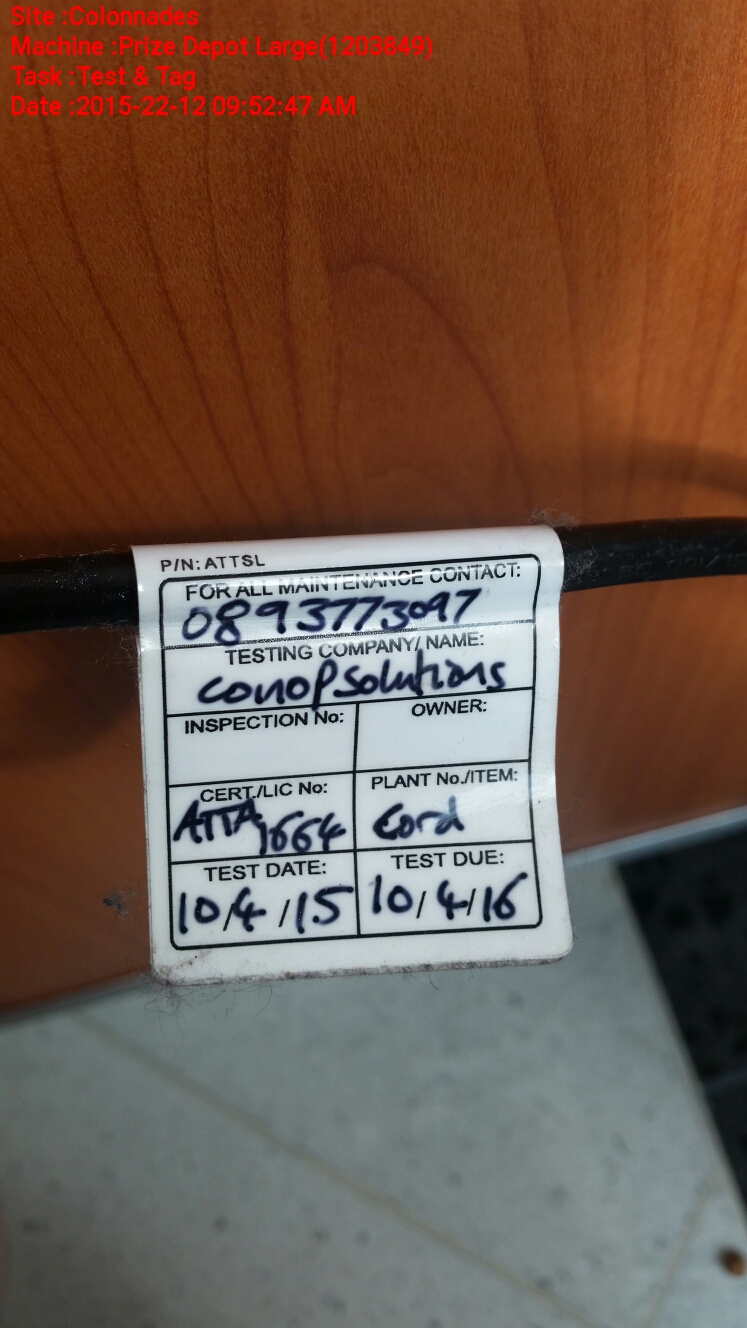 Site :Colonnades
Machine :Prize Depot Large(1203849)
Task :Test & Tag
Date :2015-22-12 09:52:47 AM
P/N: ATTSL
FOR ALL MAINTENANCE CONTACT:
0893773097
TESTING COMPANY/ NAME:
conopsolutions
INSPECTION No:
OWNER:
CERT./LIC No:
PLANT No./ITEM:
ATTA 1664
Cord
TEST DATE:
TEST DUE:
10/4/15
10/4/16